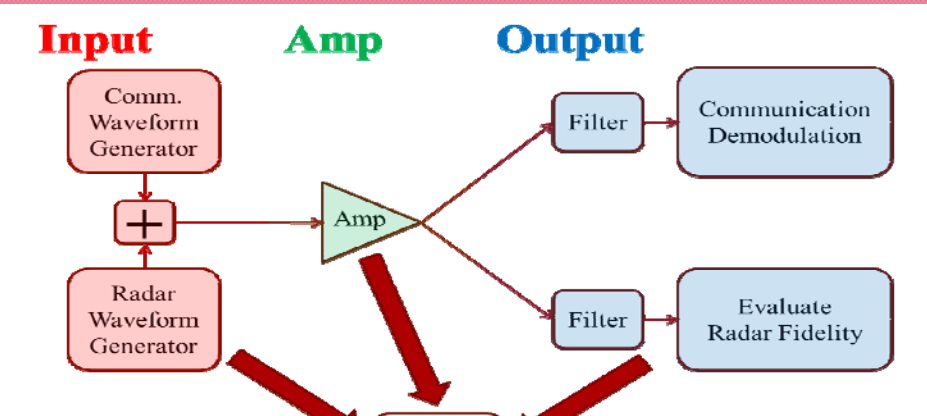 Input
Amp
Output
Comm.
Waveform
Generator
+
Radar
Waveform
Generator
Amp
Filter
Communication
Demodulation
Filter
Evaluate
Radar Fidelity